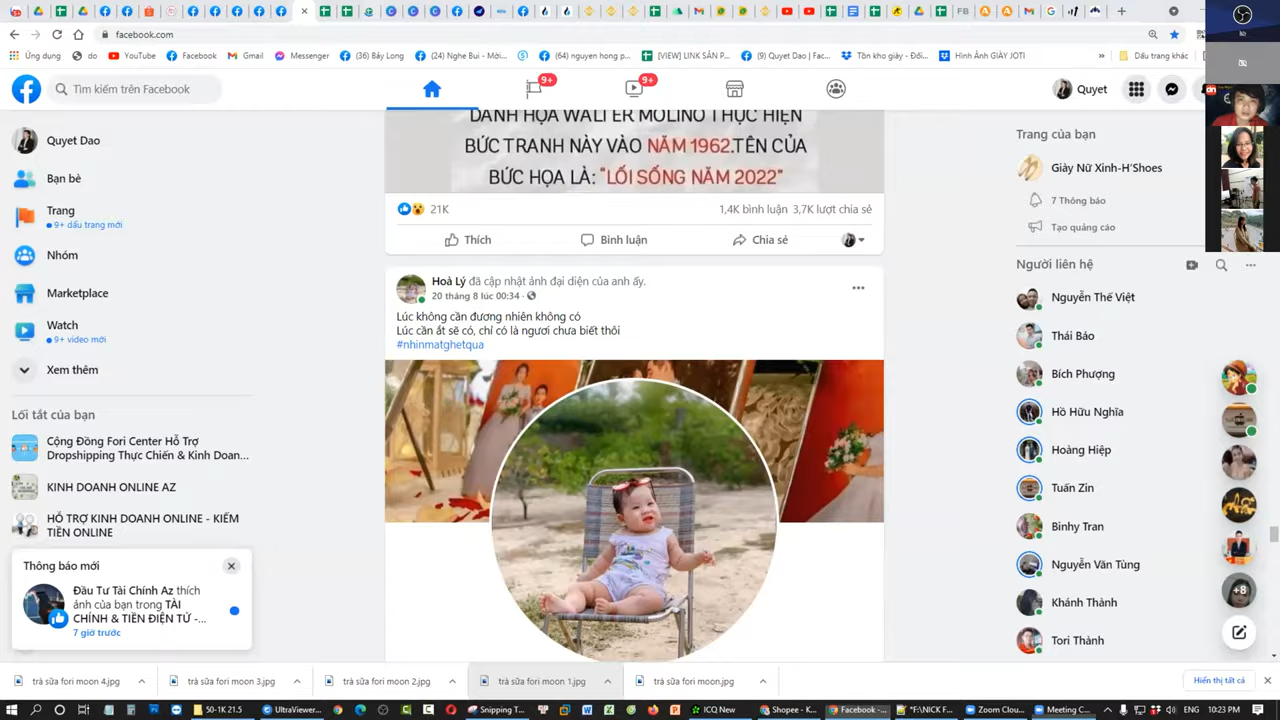 facebook.com
Ứng dụng
do
YouTube
Facebook
Gmail
Messenger
(36) Bảy Long
(24) Nghe Bui - Mời...
(64) nguyen hong p...
[VIEW] LINK SẢN P...
(9) Quyet Dao | Fac...
Tồn kho giày - Đối...
Hình Ảnh GIÀY JOTI
»
Dấu trang khác
Tìm kiếm trên Facebook
9+
9+
Quyet
Quyet Dao
Bạn bè
Trang
9+ dấu trang mới
Nhóm
Marketplace
Watch
9+ video mới
Xem thêm
Lối tắt của bạn
Cộng Đồng Fori Center Hỗ Trợ
Dropshipping Thực Chiến & Kinh Doan...
KINH DOANH ONLINE AZ
HỖ TRỢ KINH DOANH ONLINE - KIẾM
TIỀN ONLINE
Thông báo mới
Đầu Tư Tài Chính Az thích
ảnh của bạn trong TÀI
CHÍNH & TIỀN ĐIỆN TỬ -...
7 giờ trước
DANH HỌA WALTER MOLINO THỰC HIỆN
BỨC TRANH NÀY VÀO NĂM 1962.TÊN CỦA
BỨC HỌA LÀ: "LỐI SỐNG NĂM 2022"
21K
1,4K bình luận 3,7K lượt chia sẻ
Thích
Bình luận
Chia sẻ
Hoà Lý đã cập nhật ảnh đại diện của anh ấy.
20 tháng 8 lúc 00:34
Lúc không cần đương nhiên không có
Lúc cần ắt sẽ có, chỉ có là ngươi chưa biết thôi
#nhinmatghetqua
Trang của bạn
Giày Nữ Xinh-H'Shoes
7 Thông báo
Tạo quảng cáo
Người liên hệ
Nguyễn Thế Việt
Thái Bảo
Bích Phượng
Hồ Hữu Nghĩa
Hoàng Hiệp
Tuấn Zin
Binhy Tran
Nguyễn Văn Tùng
Khánh Thành
Tori Thành
+8
trà sữa fori moon 4.jpg
trà sữa fori moon 3.jpg
trà sữa fori moon 2.jpg
trà sữa fori moon 1.jpg
trà sữa fori moon.jpg
Hiển thị tất cả
50-1K 21.5
UltraViewer...
Snipping T...
ICQ New
Shopee - K...
Facebook -...
*F:\NICK F...
Zoom Clou...
Meeting C...
ENG
10:23 PM